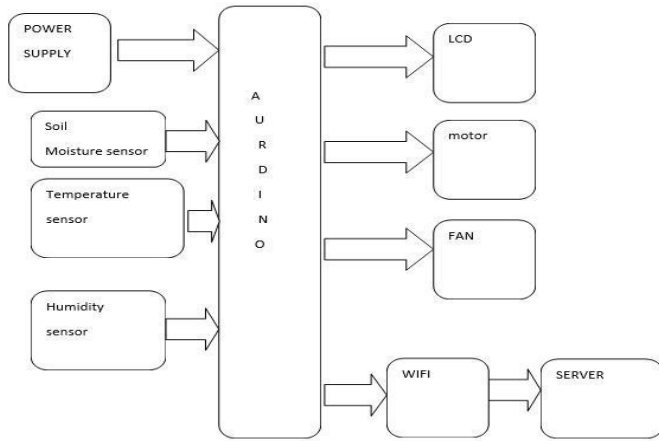 POWER
SUPPLY
Soil
Moisture sensor
Temperature
sensor
Humidity
sensor
A
U
R
D
I
N
O
LCD
motor
FAN
WIFI
SERVER